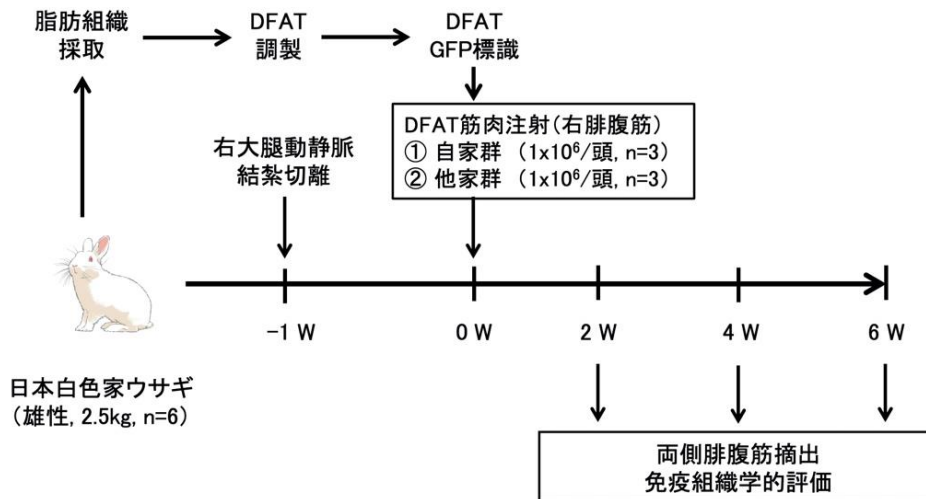 脂肪組織
採取
DFAT
調製
DFAT
GFP標識
右大腿動静脈
結紮切離
DFAT筋肉注射(右腓腹筋)
① 自家群 (1x10⁶/頭, n=3)
② 他家群 (1x10⁶/頭, n=3)
−1 W
0 W
2 W
4 W
6 W
日本白色家ウサギ
(雄性, 2.5kg, n=6)
両側腓腹筋摘出
免疫組織学的評価